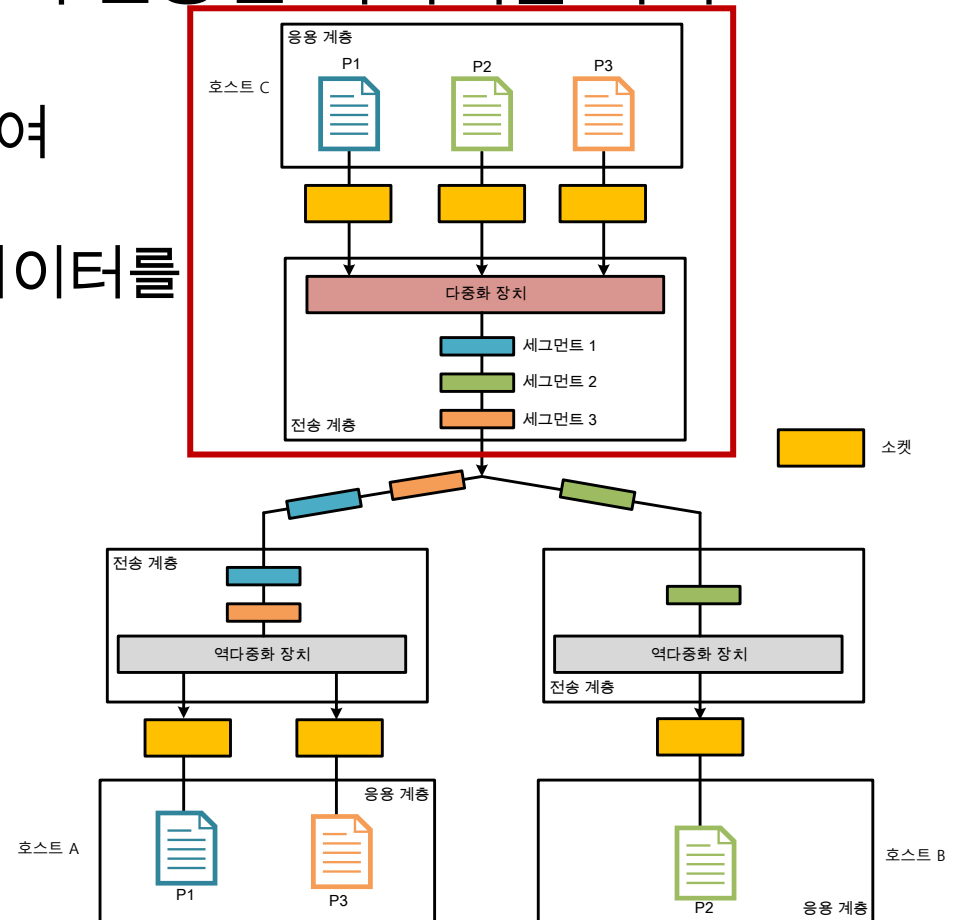 여
이터를
응용 계층
호스트 C
P1
P2
P3
다중화 장치
세그먼트 1
세그먼트 2
세그먼트 3
전송 계층
소켓
전송 계층
역다중화 장치
역다중화 장치
전송 계층
응용 계층
호스트 A
P1
P3
호스트 B
P2
응용 계층